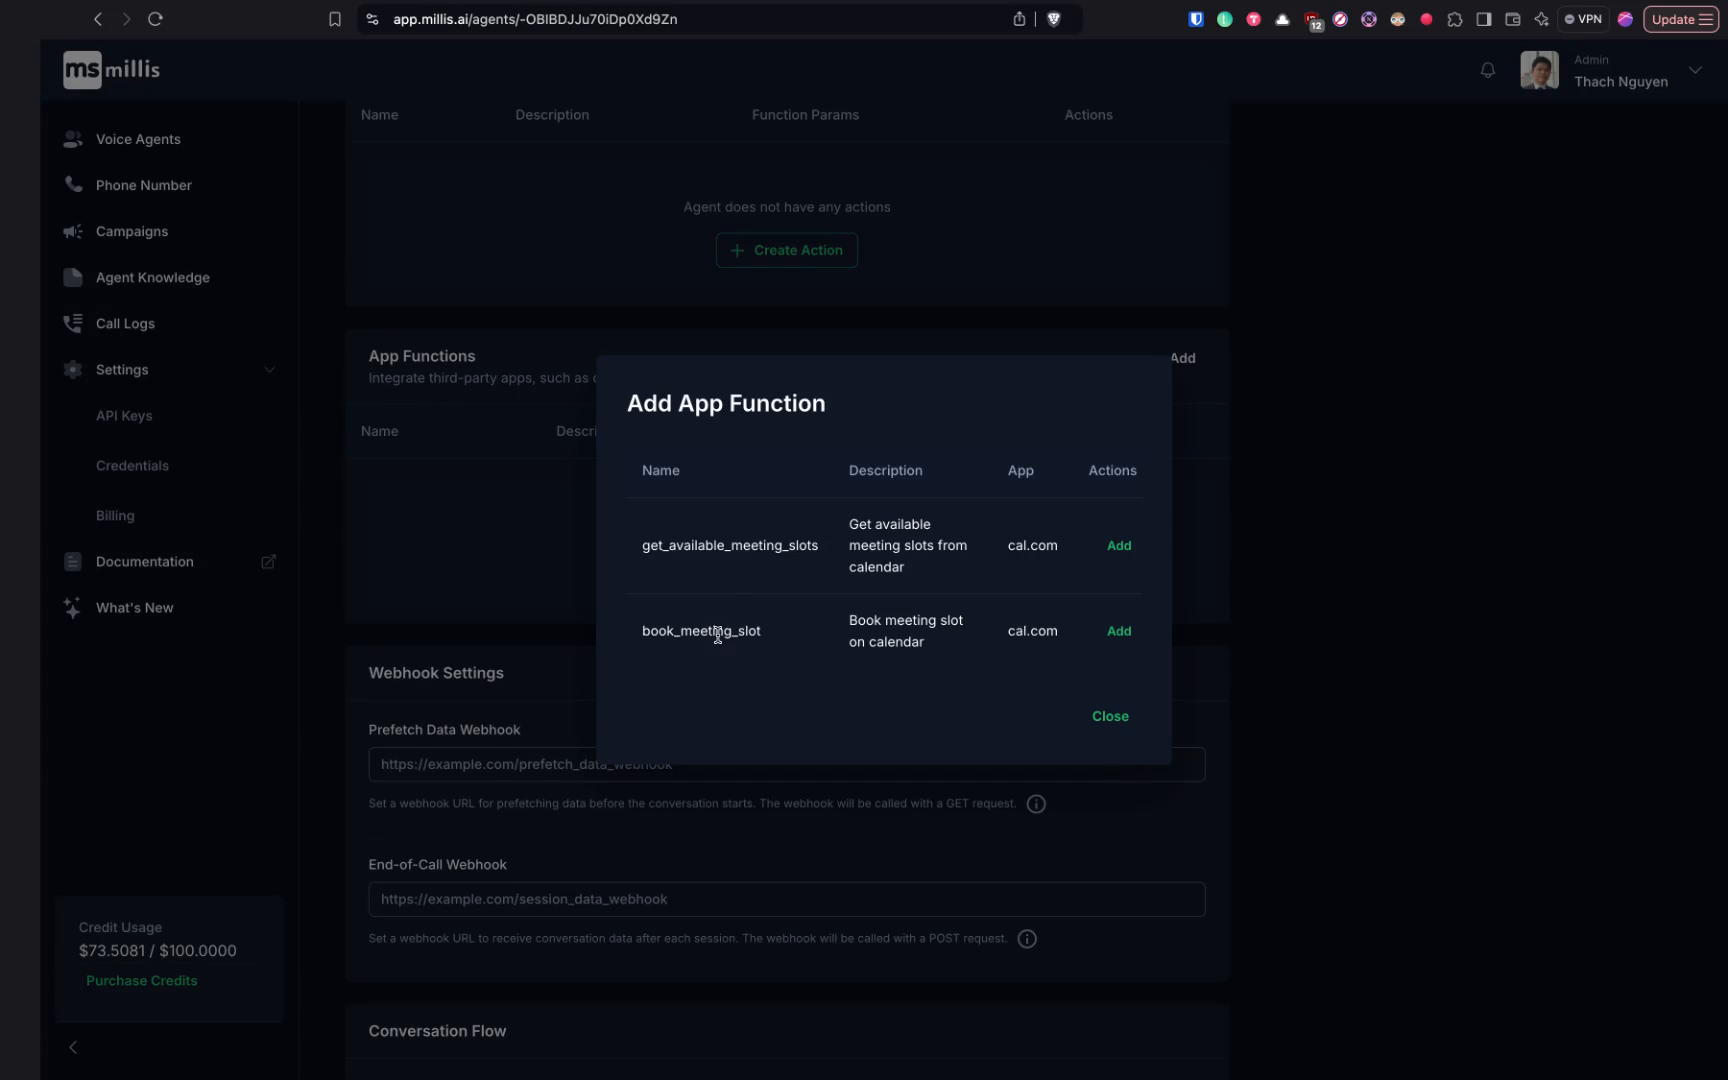 app.millis.ai/agents/-OBIBDJJu70iDp0Xd9Zn
12
VPN
Update
ms millis
Admin
Thach Nguyen
Voice Agents
Phone Number
Campaigns
Agent Knowledge
Call Logs
Settings
API Keys
Credentials
Billing
Documentation
What's New
Credit Usage
$73.5081 / $100.0000
Purchase Credits
Name Description Function Params Actions
Agent does not have any actions
Create Action
App Functions
Add
Integrate third-party apps, such as
Name
Add App Function
Name Description App Actions
get_available_meeting_slots
Get available
meeting slots from
calendar
cal.com
Add
book_meeting_slot
Book meeting slot
on calendar
cal.com
Add
Close
Webhook Settings
Prefetch Data Webhook
https://example.com/prefetch_data_webhook
Set a webhook URL for prefetching data before the conversation starts. The webhook will be called with a GET request.
End-of-Call Webhook
https://example.com/session_data_webhook
Set a webhook URL to receive conversation data after each session. The webhook will be called with a POST request.
Conversation Flow